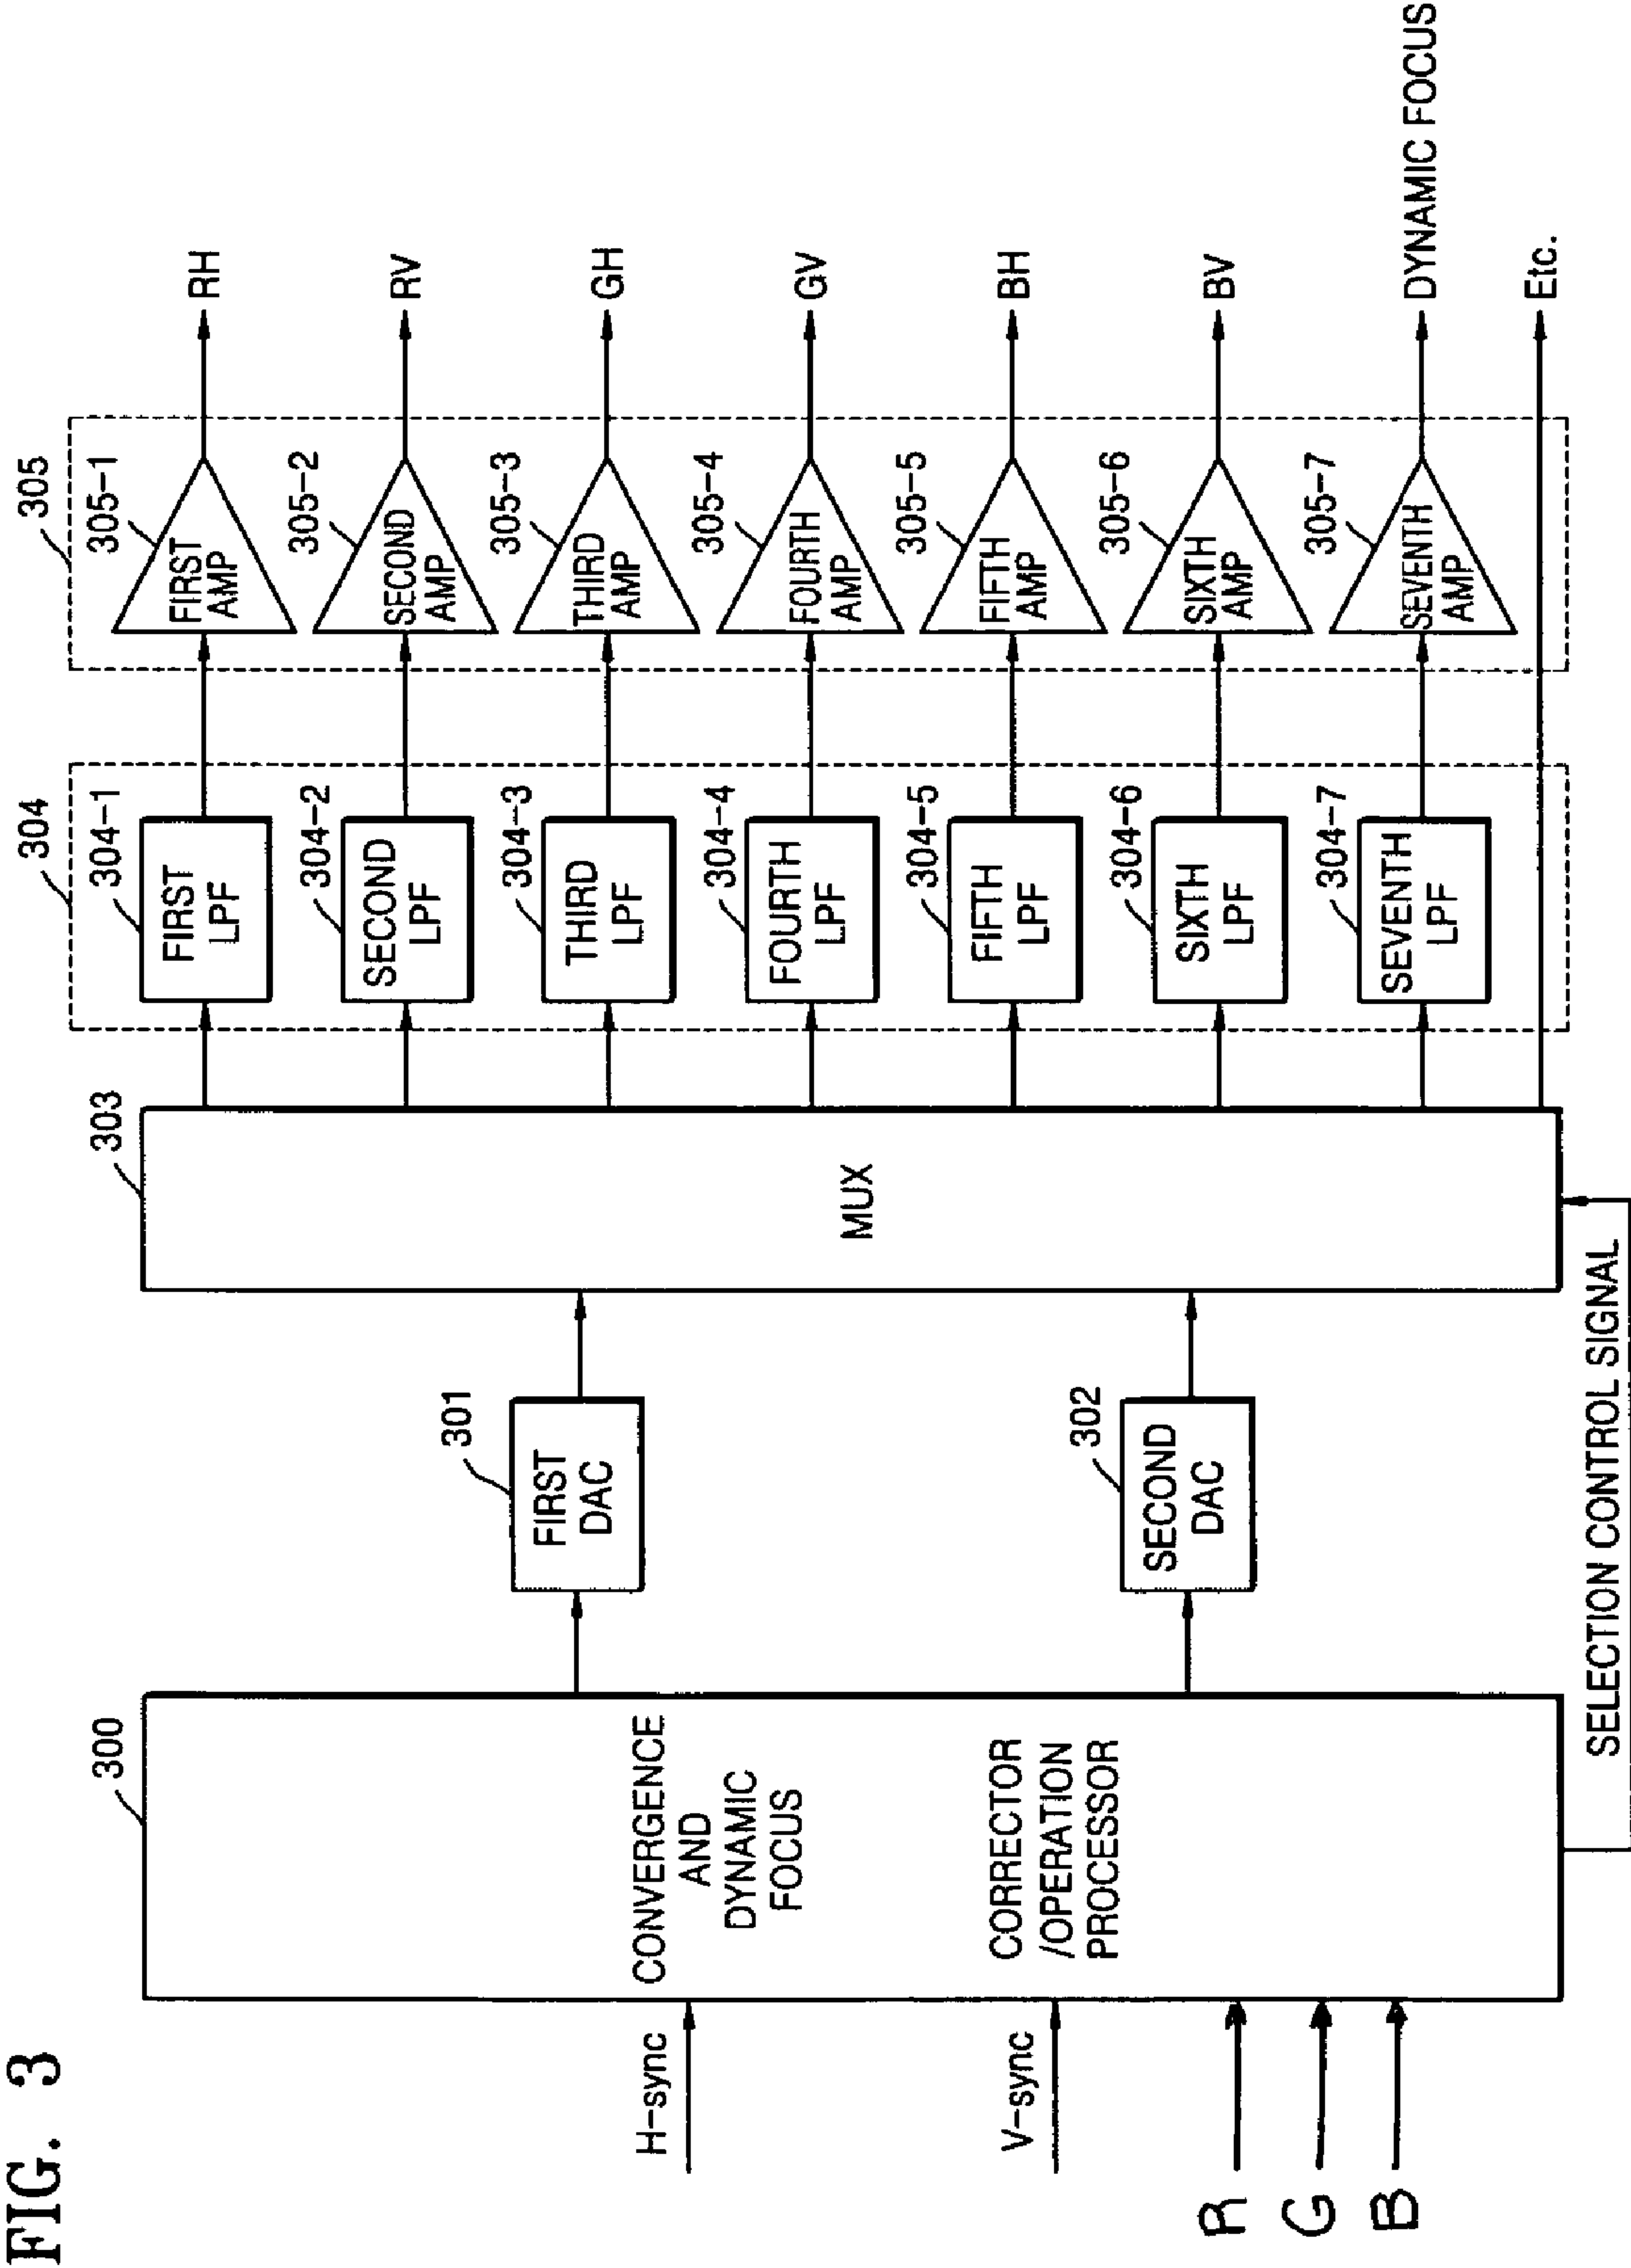 FIG. 3
300
CONVERGENCE
AND
DYNAMIC
FOCUS
CORRECTOR
/OPERATION
PROCESSOR
H-sync
V-sync
R
G
B
301
FIRST
DAC
302
SECOND
DAC
SELECTION CONTROL SIGNAL
303
MUX
304
304-1
FIRST
LPF
304-2
SECOND
LPF
304-3
THIRD
LPF
304-4
FOURTH
LPF
304-5
FIFTH
LPF
304-6
SIXTH
LPF
304-7
SEVENTH
LPF
305
305-1
FIRST
AMP
305-2
SECOND
AMP
305-3
THIRD
AMP
305-4
FOURTH
AMP
305-5
FIFTH
AMP
305-6
SIXTH
AMP
305-7
SEVENTH
AMP
RH
RV
GH
GV
BH
BV
DYNAMIC FOCUS
Etc.